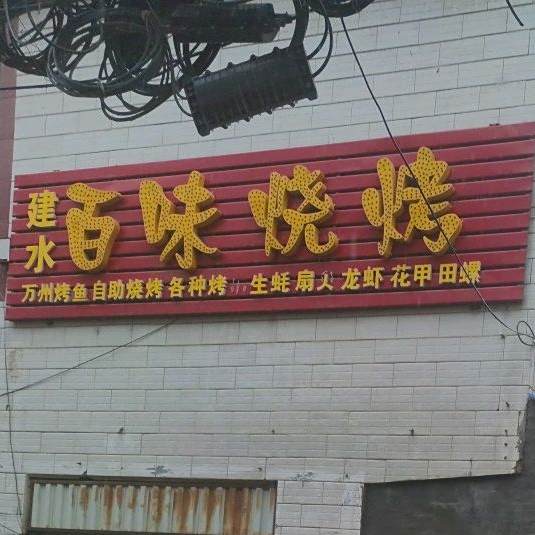 建水
百味烧烤
万州烤鱼 自助烧烤 各种烤 生蚝 扇 龙虾 花甲 田螺